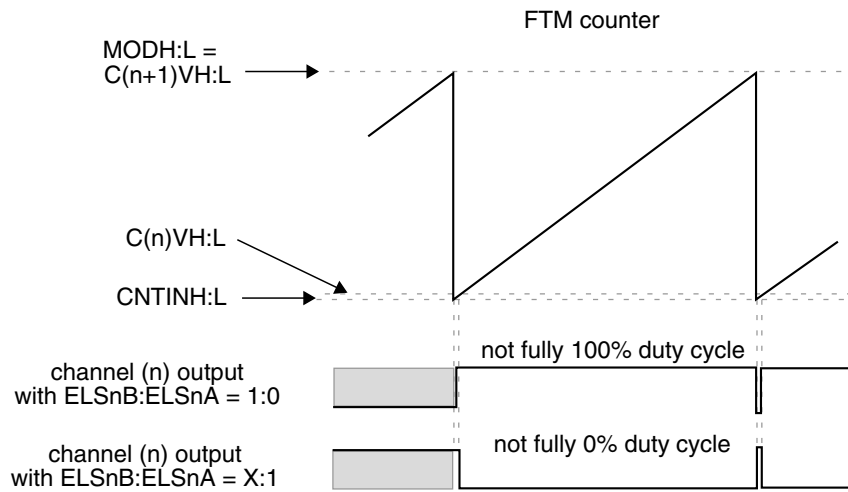 FTM counter
MODH:L =
C(n+1)VH:L
C(n)VH:L
CNTINH:L
not fully 100% duty cycle
channel (n) output
with ELSnB:ELSnA = 1:0
not fully 0% duty cycle
channel (n) output
with ELSnB:ELSnA = X:1